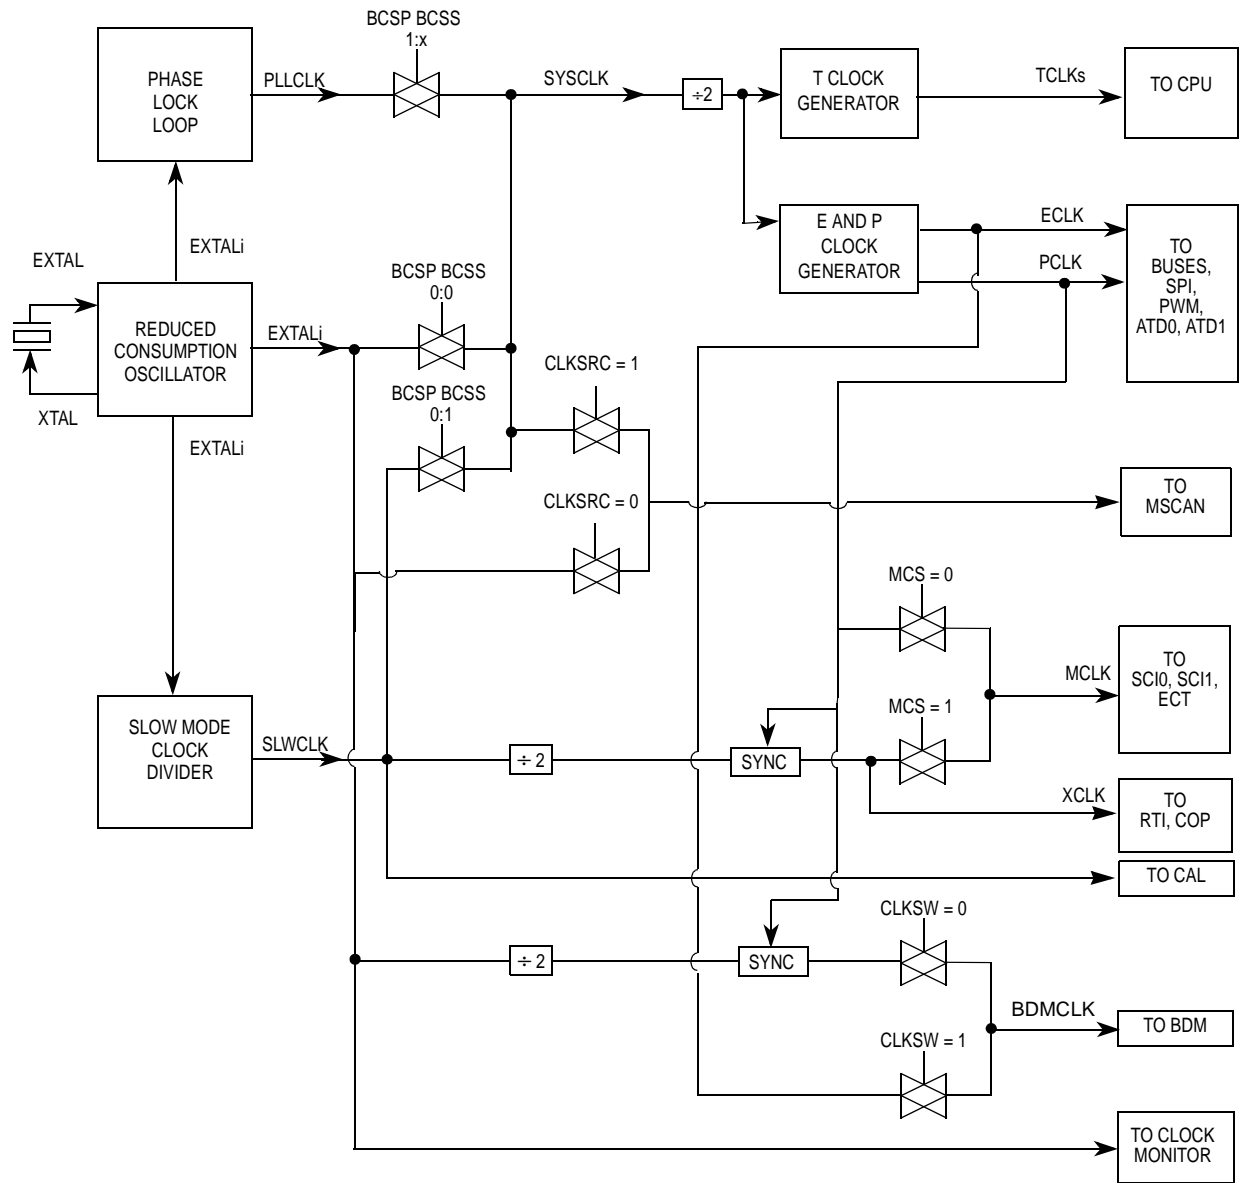 BCSP BCSS
1:x
PHASE
LOCK
LOOP
PLLCLK
SYSCLK
÷2
T CLOCK
GENERATOR
TCLKs
TO CPU
E AND P
CLOCK
GENERATOR
ECLK
PCLK
TO
BUSES,
SPI,
PWM,
ATD0, ATD1
EXTALi
EXTAL
XTAL
REDUCED
CONSUMPTION
OSCILLATOR
EXTALi
BCSP BCSS
0:0
BCSP BCSS
0:1
CLKSRC = 1
CLKSRC = 0
TO
MSCAN
EXTALi
MCS = 0
MCS = 1
MCLK
TO
SCI0, SCI1,
ECT
SLOW MODE
CLOCK
DIVIDER
SLWCLK
÷ 2
SYNC
XCLK
TO
RTI, COP
TO CAL
÷ 2
SYNC
CLKSW = 0
CLKSW = 1
BDMCLK
TO BDM
TO CLOCK
MONITOR